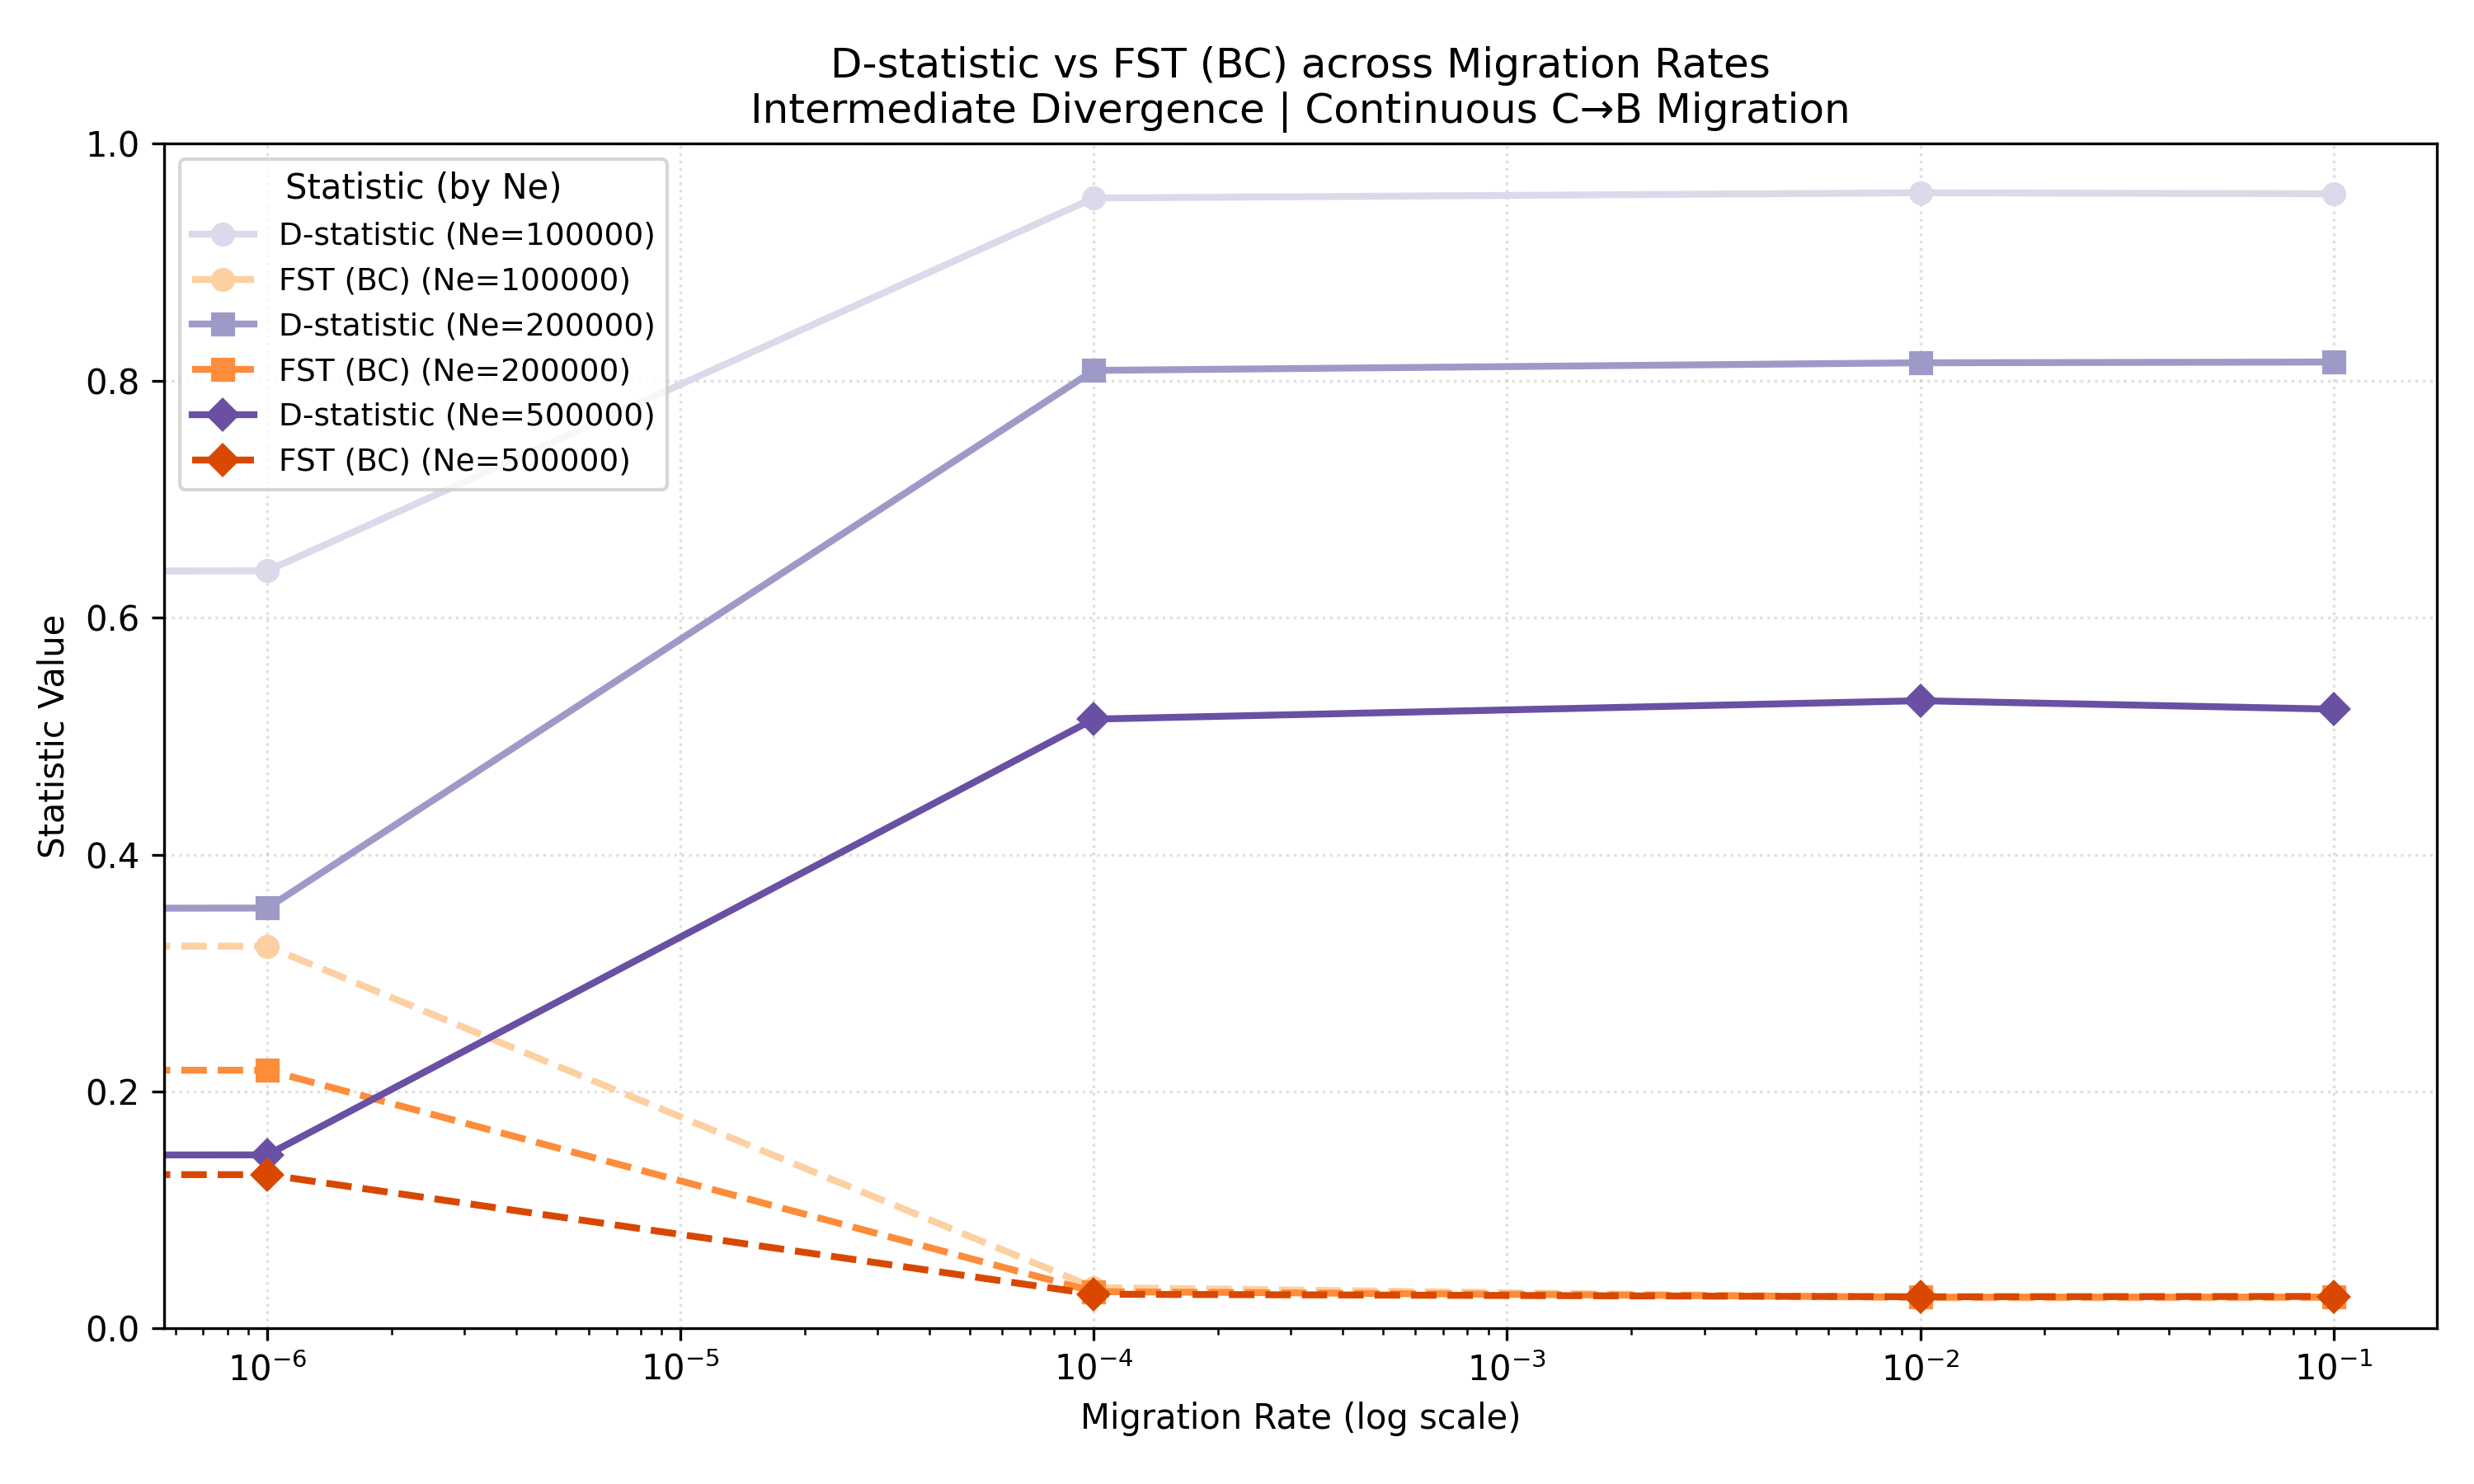 D-statistic vs FST (BC) across Migration Rates
Intermediate Divergence | Continuous C→B Migration
Statistic (by Ne)
D-statistic (Ne=100000)
FST (BC) (Ne=100000)
D-statistic (Ne=200000)
FST (BC) (Ne=200000)
D-statistic (Ne=500000)
FST (BC) (Ne=500000)
Statistic Value
1.0
0.8
0.6
0.4
0.2
0.0
10⁻⁶ 10⁻⁵ 10⁻⁴ 10⁻³ 10⁻² 10⁻¹
Migration Rate (log scale)